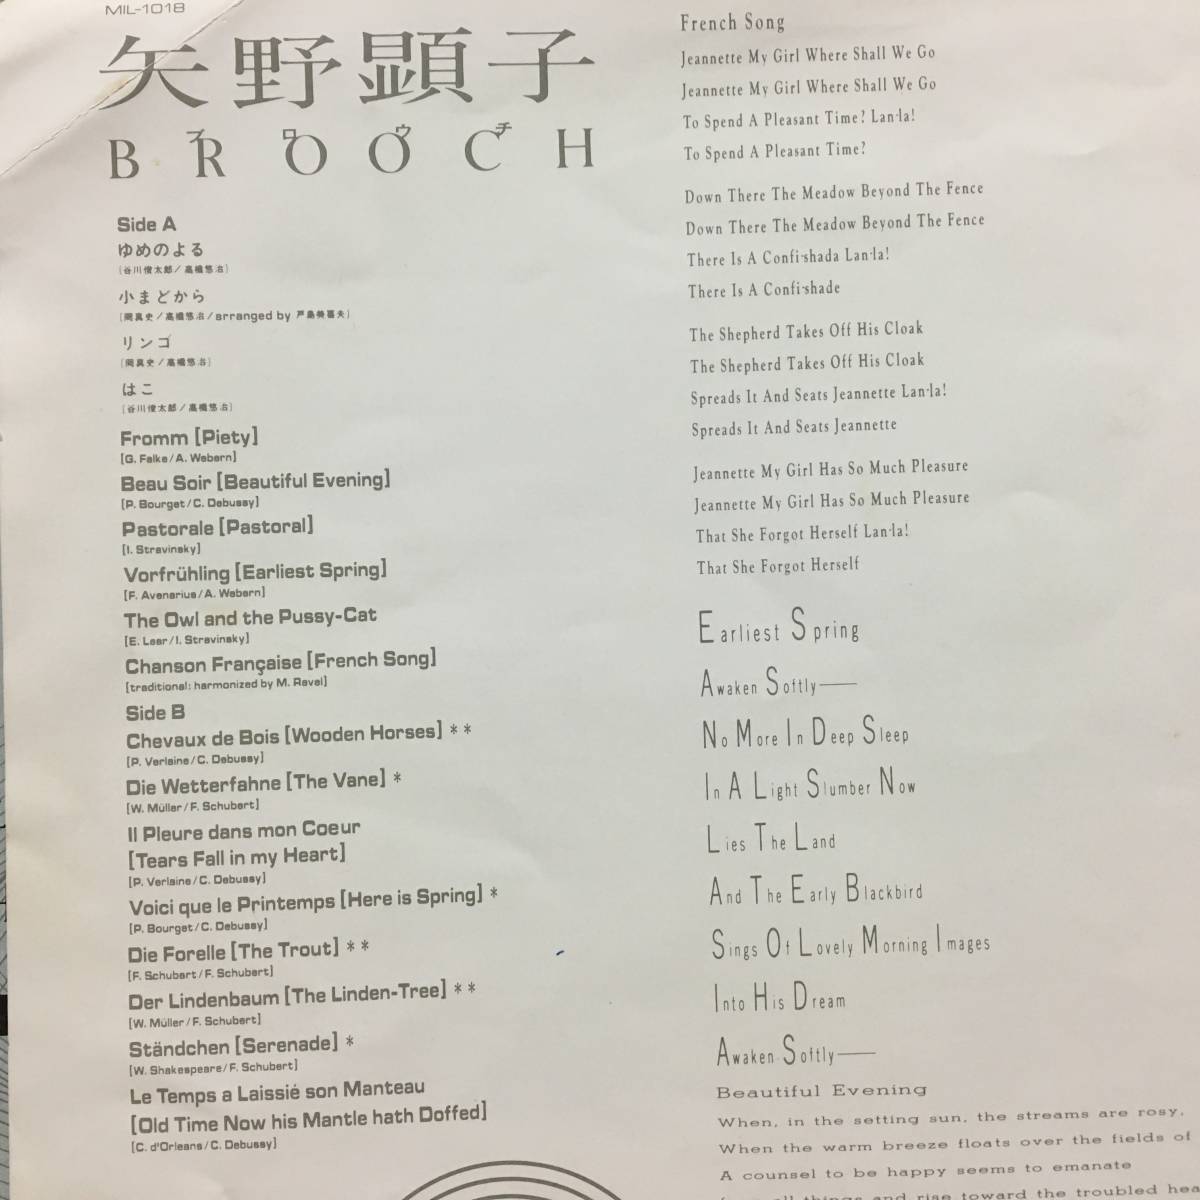 MIL-1018
矢野顕子
BROOCH
ブロウチ
Side A
ゆめのよる
[谷川俊太郎/高橋悠治]
小まどから
[岡真史/高橋悠治/arranged by 戸島美喜夫]
リンゴ
[岡真史/高橋悠治]
はこ
[谷川俊太郎/高橋悠治]
Fromm [Piety]
[G. Falke/A. Webern]
Beau Soir [Beautiful Evening]
[P. Bourget/C. Debussy]
Pastorale [Pastoral]
[I. Stravinsky]
Vorfrühling [Earliest Spring]
[F. Avenarius/A. Webern]
The Owl and the Pussy-Cat
[E. Lear/I. Stravinsky]
Chanson Française [French Song]
[traditional: harmonized by M. Ravel]
Side B
Chevaux de Bois [Wooden Horses] **
[P. Verlaine/C. Debussy]
Die Wetterfahne [The Vane] *
[W. Müller/F. Schubert]
Il Pleure dans mon Coeur
[Tears Fall in my Heart]
[P. Verlaine/C. Debussy]
Voici que le Printemps [Here is Spring] *
[P. Bourget/C. Debussy]
Die Forelle [The Trout] **
[F. Schubart/F. Schubert]
Der Lindenbaum [The Linden-Tree] **
[W. Müller/F. Schubert]
Ständchen [Serenade] *
[W. Shakespeare/F. Schubert]
Le Temps a Laissié son Manteau
[Old Time Now his Mantle hath Doffed]
[C. d'Orleans/C. Debussy]
French Song
Jeannette My Girl Where Shall We Go
Jeannette My Girl Where Shall We Go
To Spend A Pleasant Time? Lan-la!
To Spend A Pleasant Time?
Down There The Meadow Beyond The Fence
Down There The Meadow Beyond The Fence
There Is A Confi-shada Lan-la!
There Is A Confi-shade
The Shepherd Takes Off His Cloak
The Shepherd Takes Off His Cloak
Spreads It And Seats Jeannette Lan-la!
Spreads It And Seats Jeannette
Jeannette My Girl Has So Much Pleasure
Jeannette My Girl Has So Much Pleasure
That She Forgot Herself Lan-la!
That She Forgot Herself
Earliest Spring
Awaken Softly——
No More In Deep Sleep
In A Light Slumber Now
Lies The Land
And The Early Blackbird
Sings Of Lovely Morning Images
Into His Dream
Awaken Softly——
Beautiful Evening
When, in the setting sun, the streams are rosy,
When the warm breeze floats over the fields of
A counsel to be happy seems to emanate
things and rise toward the troubled hea